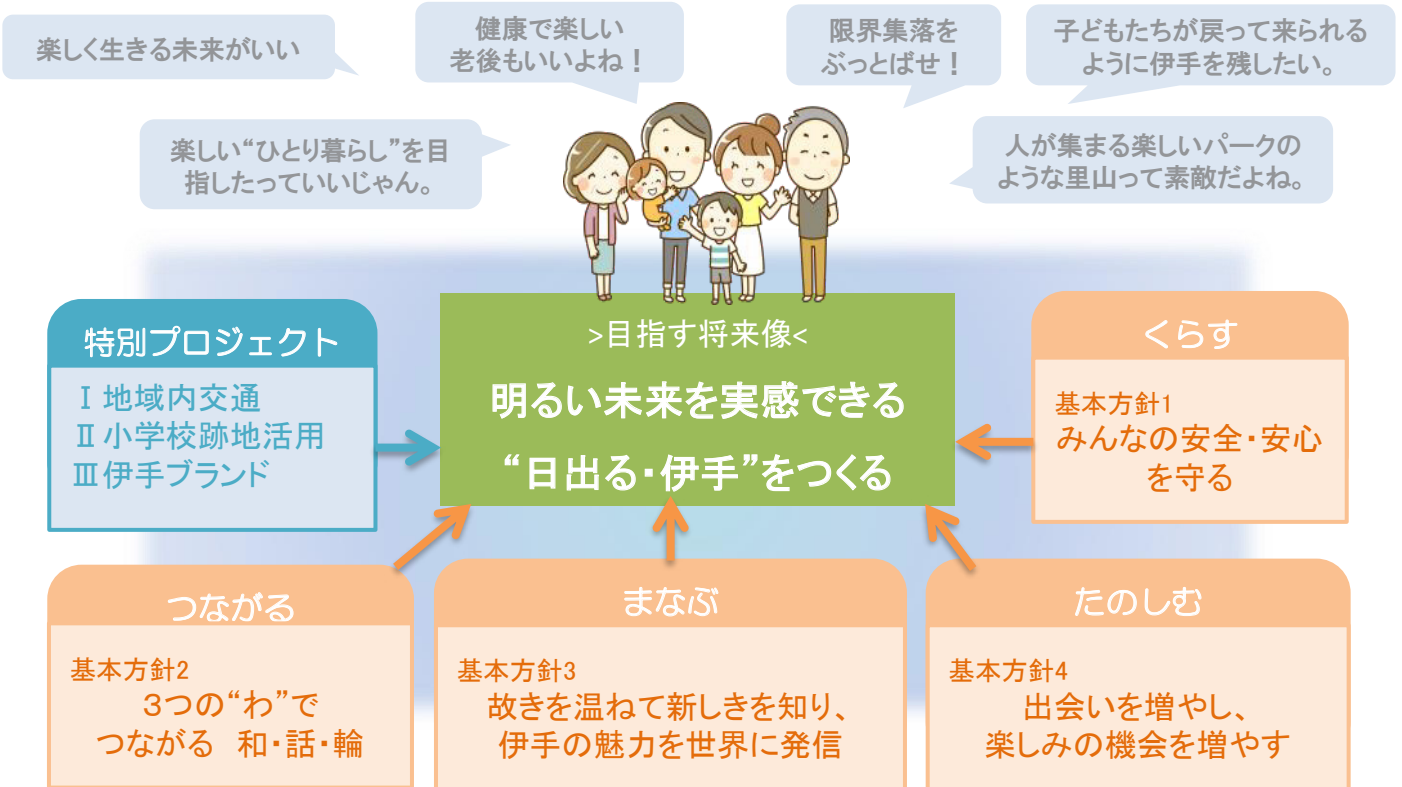 楽しく生きる未来がいい
健康で楽しい
老後もいいよね！
限界集落を
ぶっとばせ！
子どもたちが戻って来られる
ように伊手を残したい。
楽しい“ひとり暮らし”を目
指したっていいじゃん。
人が集まる楽しいパークの
ような里山って素敵だよね。
>目指す将来像<
明るい未来を実感できる
“日出る・伊手”をつくる
特別プロジェクト
Ⅰ地域内交通
Ⅱ小学校跡地活用
Ⅲ伊手ブランド
くらす
基本方針1
みんなの安全・安心
を守る
つながる
基本方針2
３つの“わ”で
つながる　和・話・輪
まなぶ
基本方針3
故きを温ねて新しきを知り、
伊手の魅力を世界に発信
たのしむ
基本方針4
出会いを増やし、
楽しみの機会を増やす